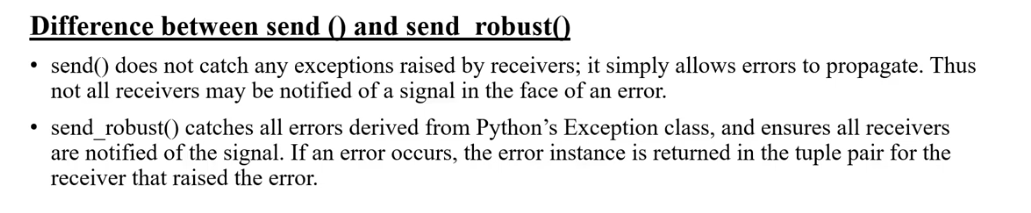 Difference between send () and send_robust()
• send() does not catch any exceptions raised by receivers; it simply allows errors to propagate. Thus
not all receivers may be notified of a signal in the face of an error.
• send_robust() catches all errors derived from Python’s Exception class, and ensures all receivers
are notified of the signal. If an error occurs, the error instance is returned in the tuple pair for the
receiver that raised the error.